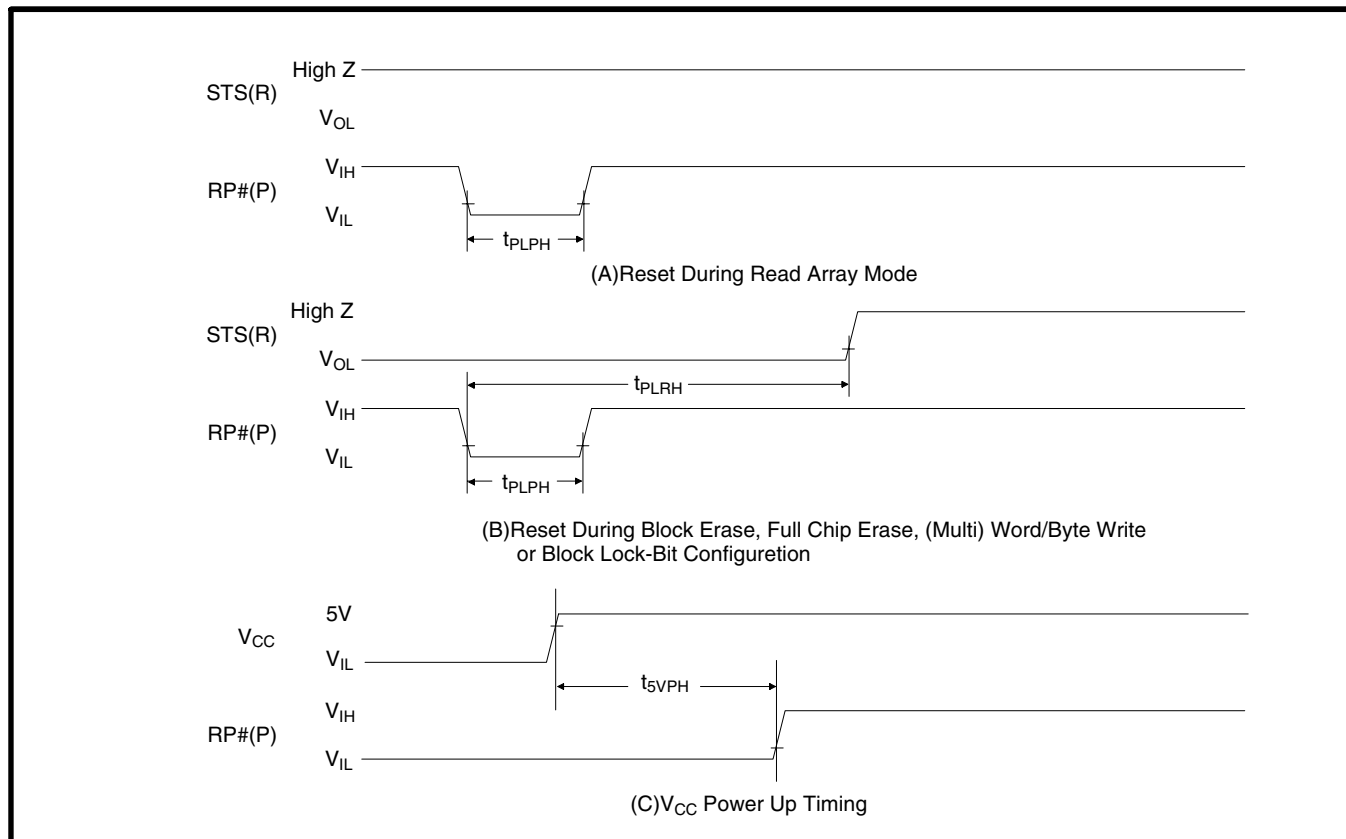 High Z
STS(R)
VOL
VIH
RP#(P)
VIL
tPLPH
(A)Reset During Read Array Mode
High Z
STS(R)
VOL
tPLRH
VIH
RP#(P)
VIL
tPLPH
(B)Reset During Block Erase, Full Chip Erase, (Multi) Word/Byte Write
or Block Lock-Bit Configuretion
5V
VCC
VIL
t5VPH
VIH
RP#(P)
VIL
(C)VCC Power Up Timing